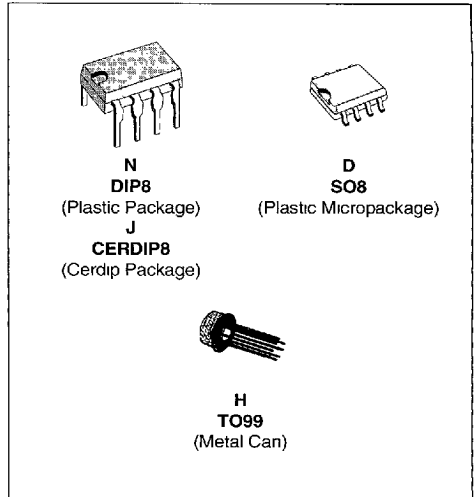 N
DIP8
(Plastic Package)
J
CERDIP8
(Cerdip Package)
D
SO8
(Plastic Micropackage)
H
TO99
(Metal Can)